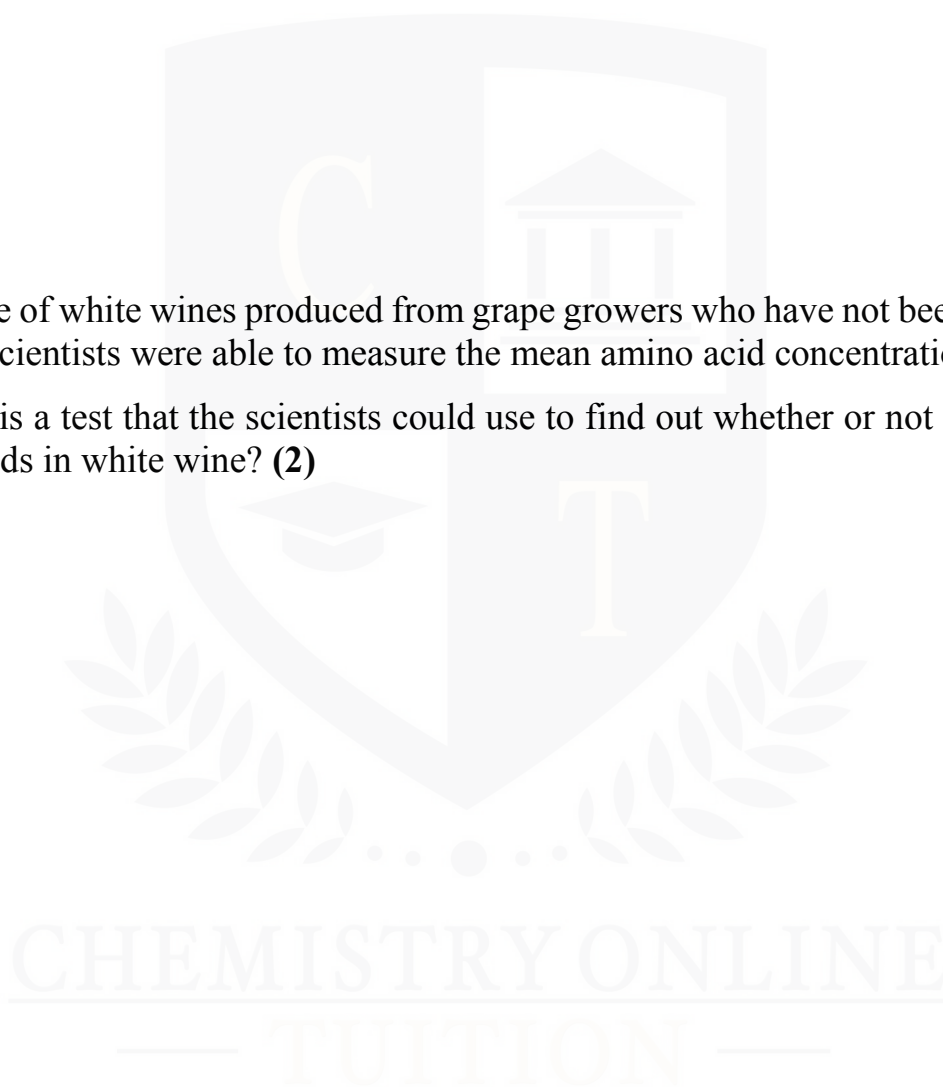 C
e of white wines produced from grape growers who have not bee
cientists were able to measure the mean amino acid concentratio
is a test that the scientists could use to find out whether or not
ds in white wine? (2)
T
CHEMISTRY ONLINE
— TUITION —